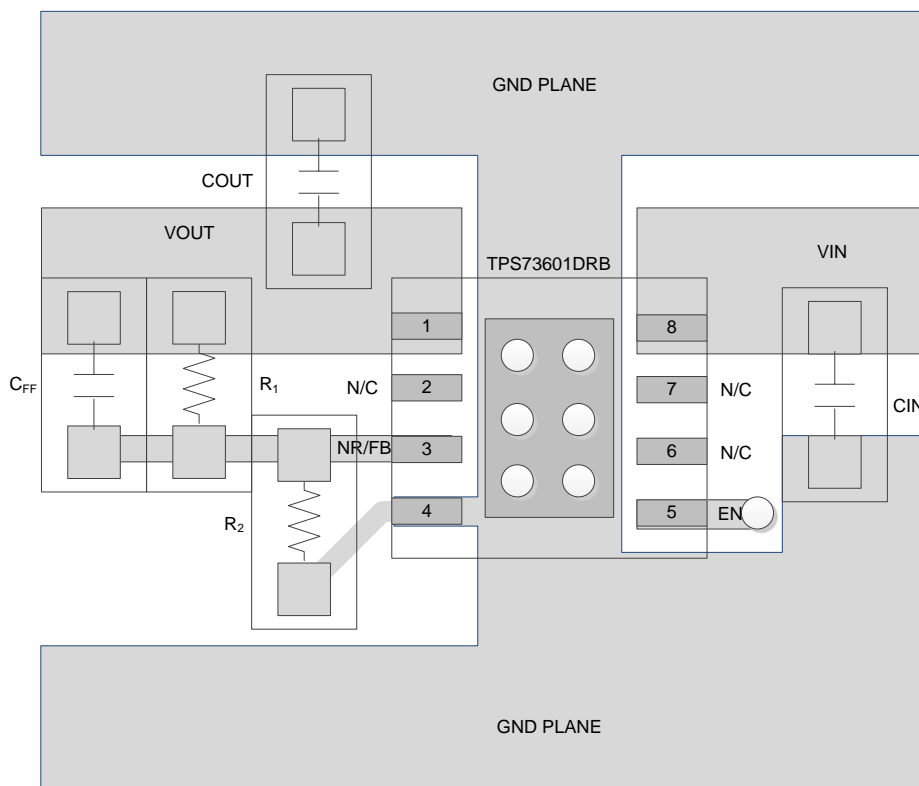 GND PLANE
COUT
VOUT
TPS73601DRB
VIN
1
8
CFF
R1
N/C
2
7
N/C
CIN
NR/FB
3
6
N/C
4
5
EN
R2
GND PLANE